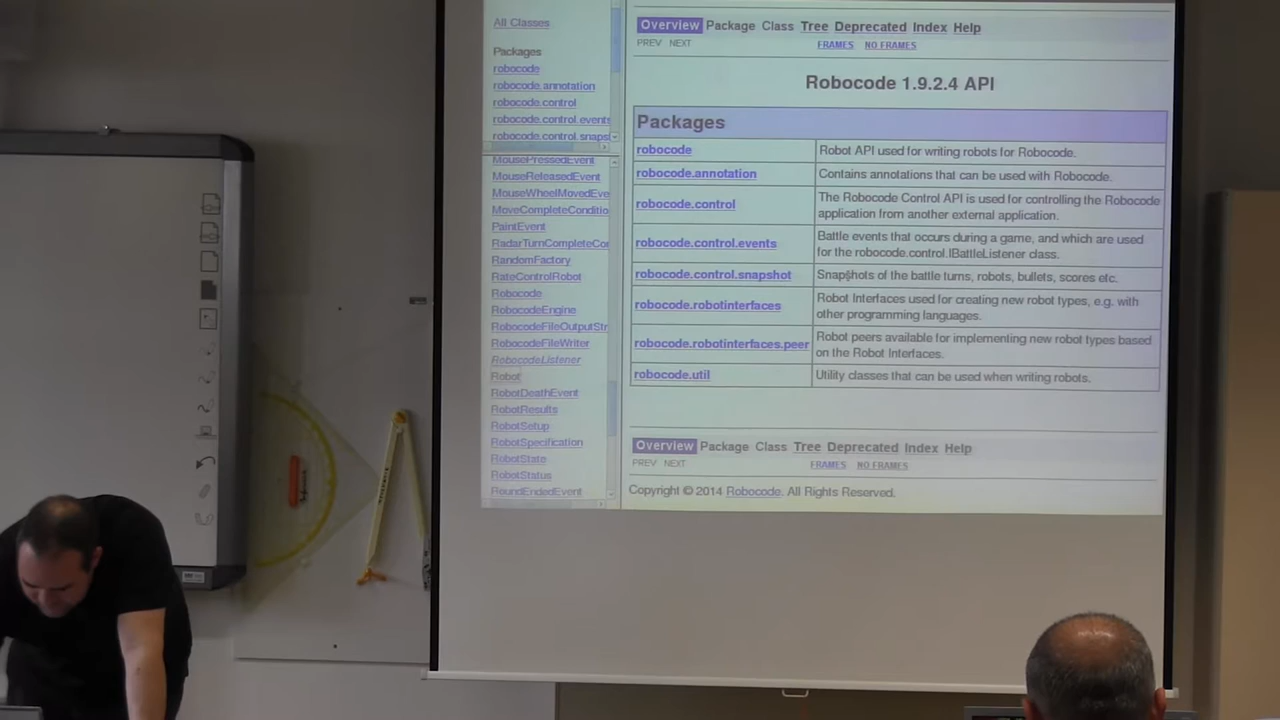 All Classes
Packages
robocode
robocode.annotation
robocode.control
robocode.control.events
robocode.control.snaps
MousePressedEvent
MouseReleasedEvent
MouseWheelMovedEve
MoveCompleteConditio
PaintEvent
RadarTurnCompleteCo
RandomFactory
RateControlRobot
Robocode
RobocodeEngine
RobocodeFileOutputStr
RobocodeFileWriter
RobocodeListener
Robot
RobotDeathEvent
RobotResults
RobotSetup
RobotSpecification
RobotState
RobotStatus
RoundEndedEvent
Overview Package Class Tree Deprecated Index Help
PREV NEXT FRAMES NO FRAMES
Robocode 1.9.2.4 API
Packages
robocode Robot API used for writing robots for Robocode.
robocode.annotation Contains annotations that can be used with Robocode.
robocode.control The Robocode Control API is used for controlling the Robocode
application from another external application.
robocode.control.events Battle events that occurs during a game, and which are used
for the robocode.control.IBattleListener class.
robocode.control.snapshot Snapshots of the battle turns, robots, bullets, scores etc.
robocode.robotinterfaces Robot Interfaces used for creating new robot types, e.g. with
other programming languages.
robocode.robotinterfaces.peer Robot peers available for implementing new robot types based
on the Robot Interfaces.
robocode.util Utility classes that can be used when writing robots.
Overview Package Class Tree Deprecated Index Help
PREV NEXT FRAMES NO FRAMES
Copyright © 2014 Robocode. All Rights Reserved.